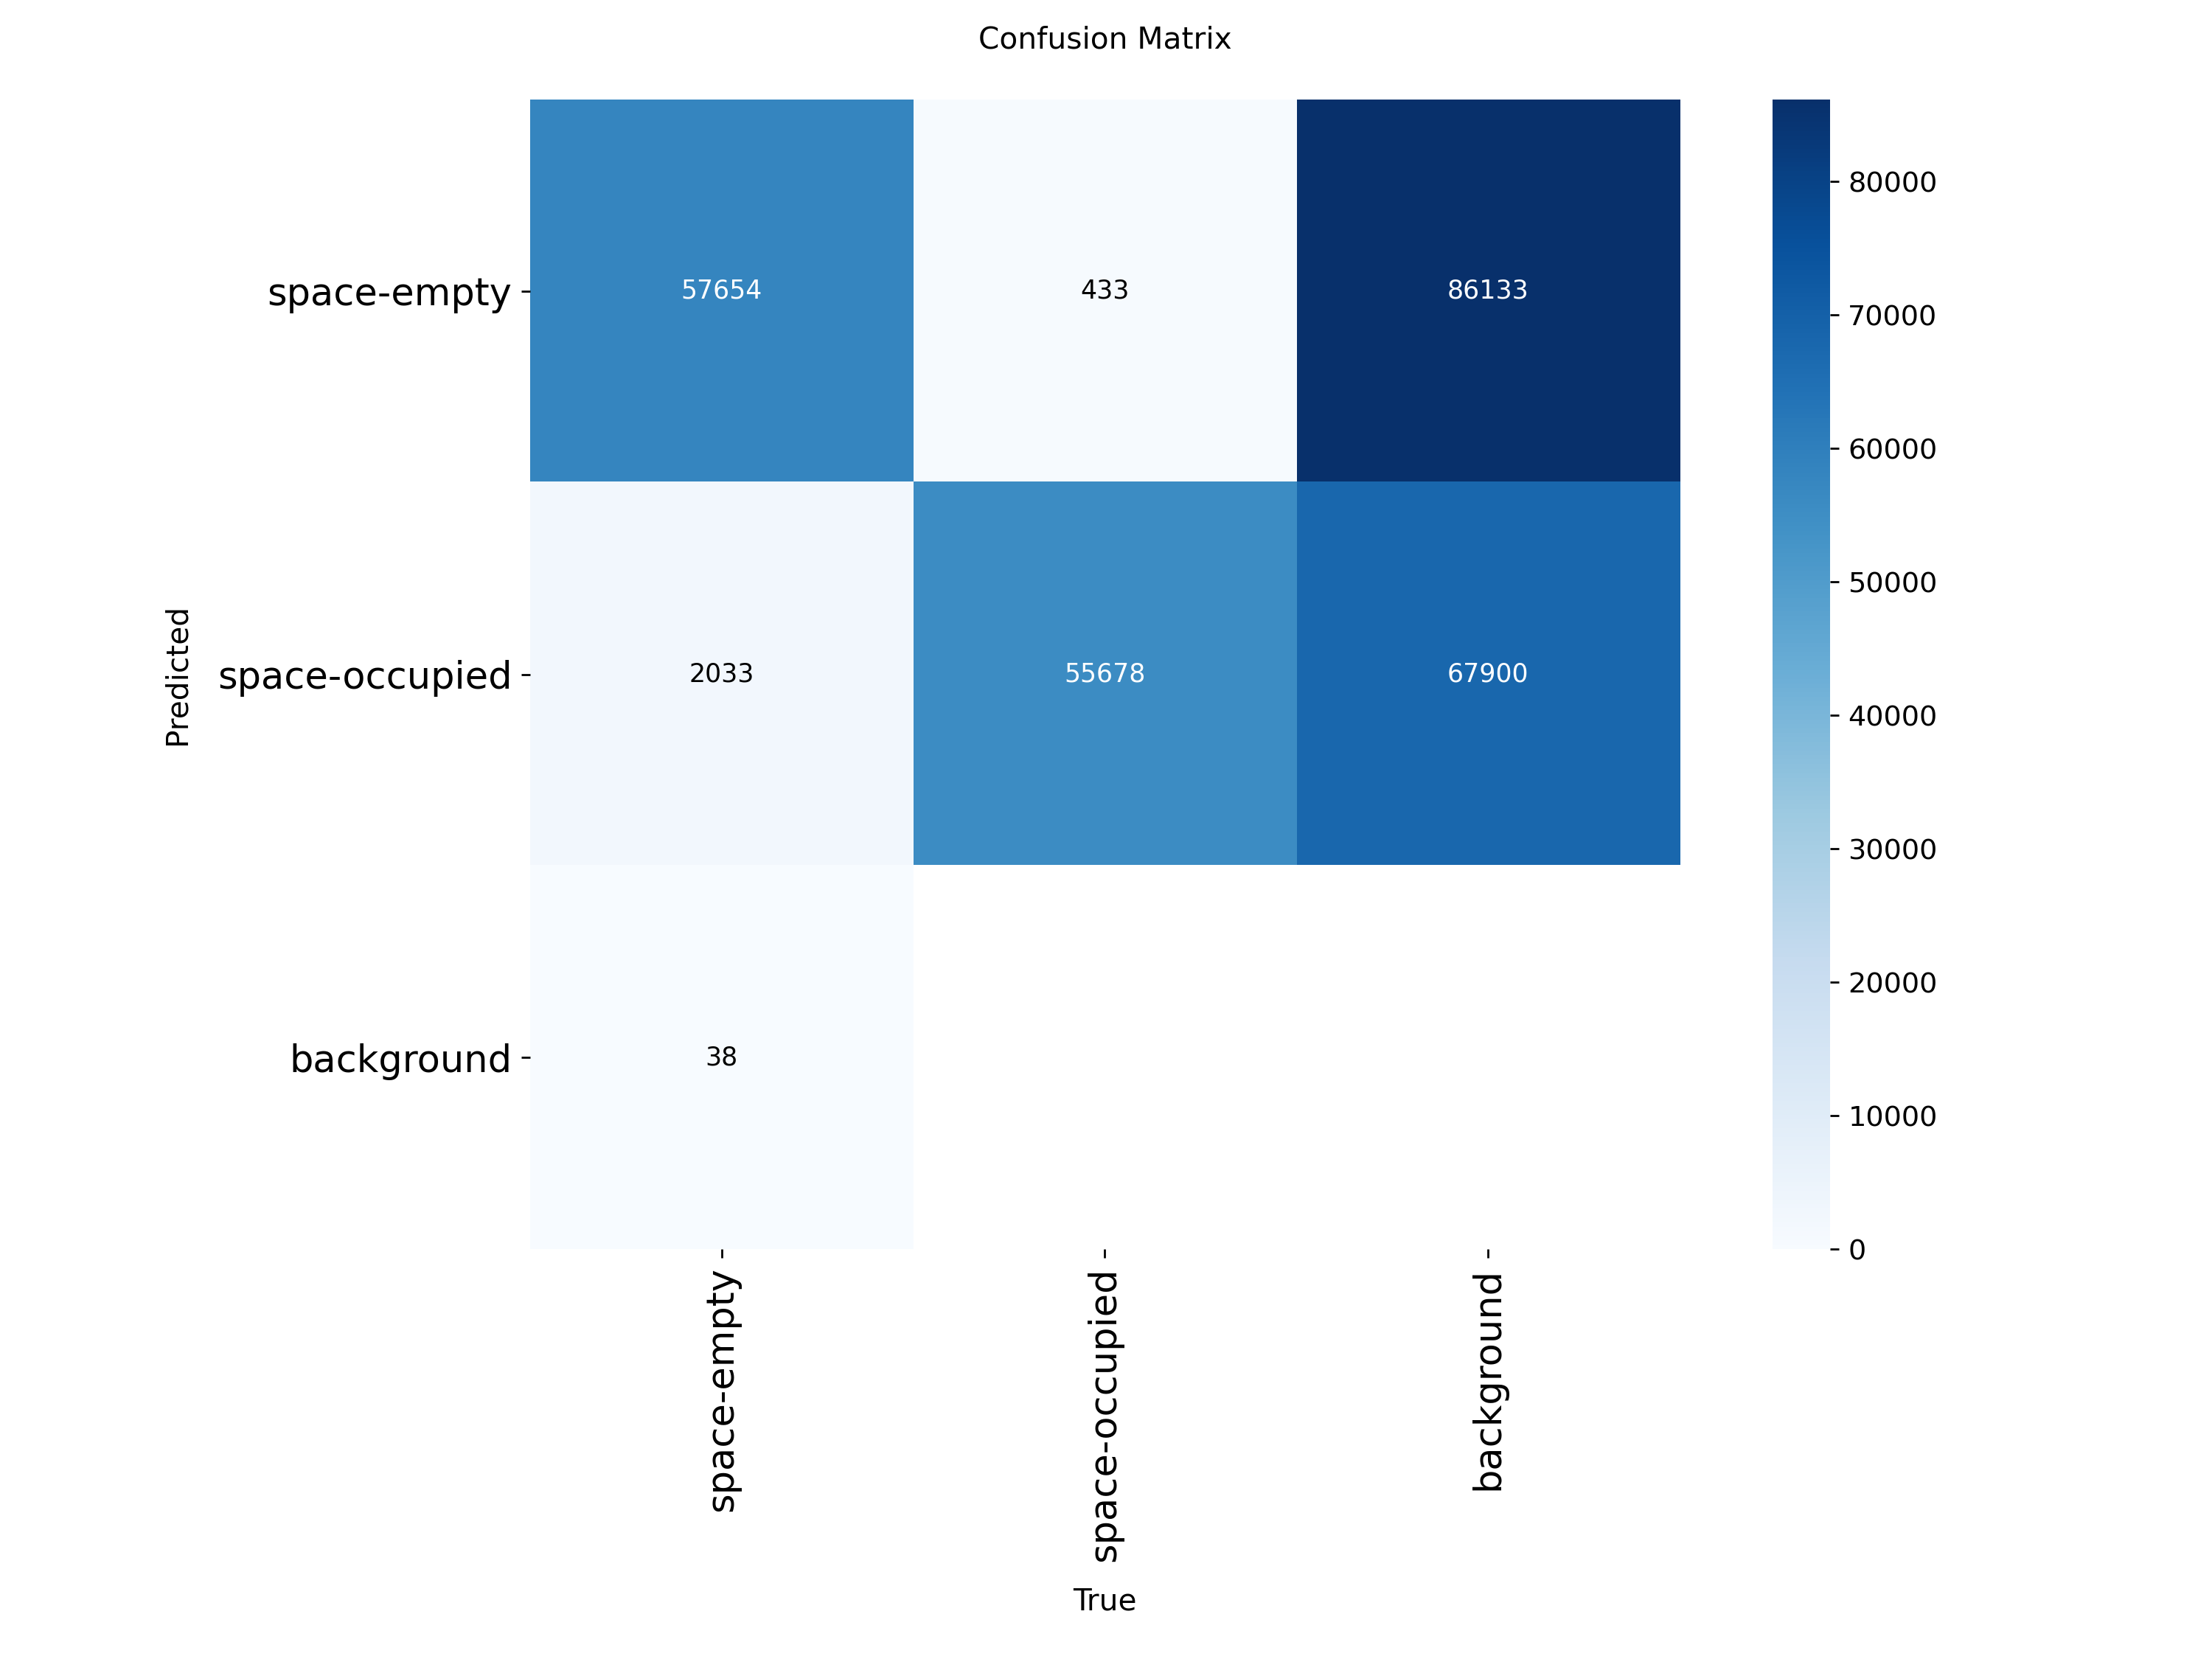 Confusion Matrix
Predicted
space-empty
57654
433
86133
space-occupied
2033
55678
67900
background
38
space-empty
space-occupied
background
True
80000
70000
60000
50000
40000
30000
20000
10000
0